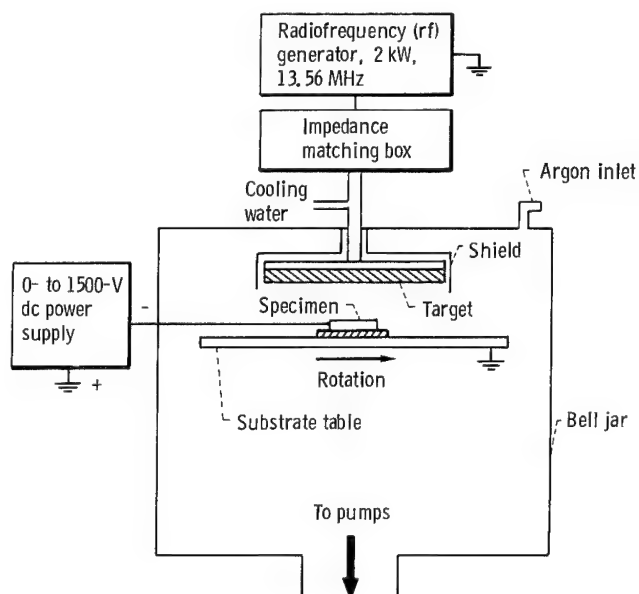 Radiofrequency (rf)
generator, 2 kW,
13.56 MHz
Impedance
matching box
Cooling
water
Argon inlet
Shield
0- to 1500-V
dc power
supply
-
+
Specimen
Target
Rotation
Substrate table
Bell jar
To pumps